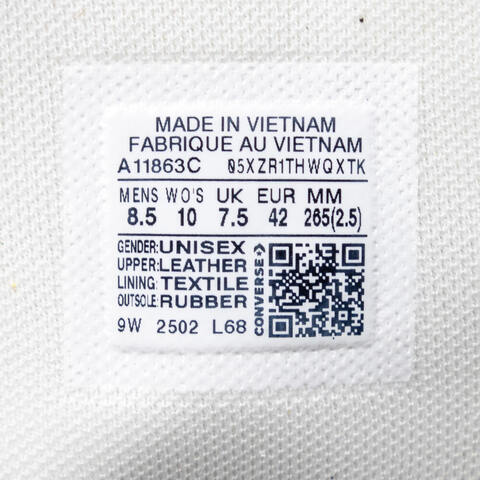 MADE IN VIETNAM
FABRIQUE AU VIETNAM
A11863C 05XZR1THWQXTK
MENS WO'S UK EUR MM
8.5 10 7.5 42 265(2.5)
GENDER:UNISEX
UPPER:LEATHER
LINING:TEXTILE
OUTSOLE:RUBBER
9W 2502 L68
CONVERSE